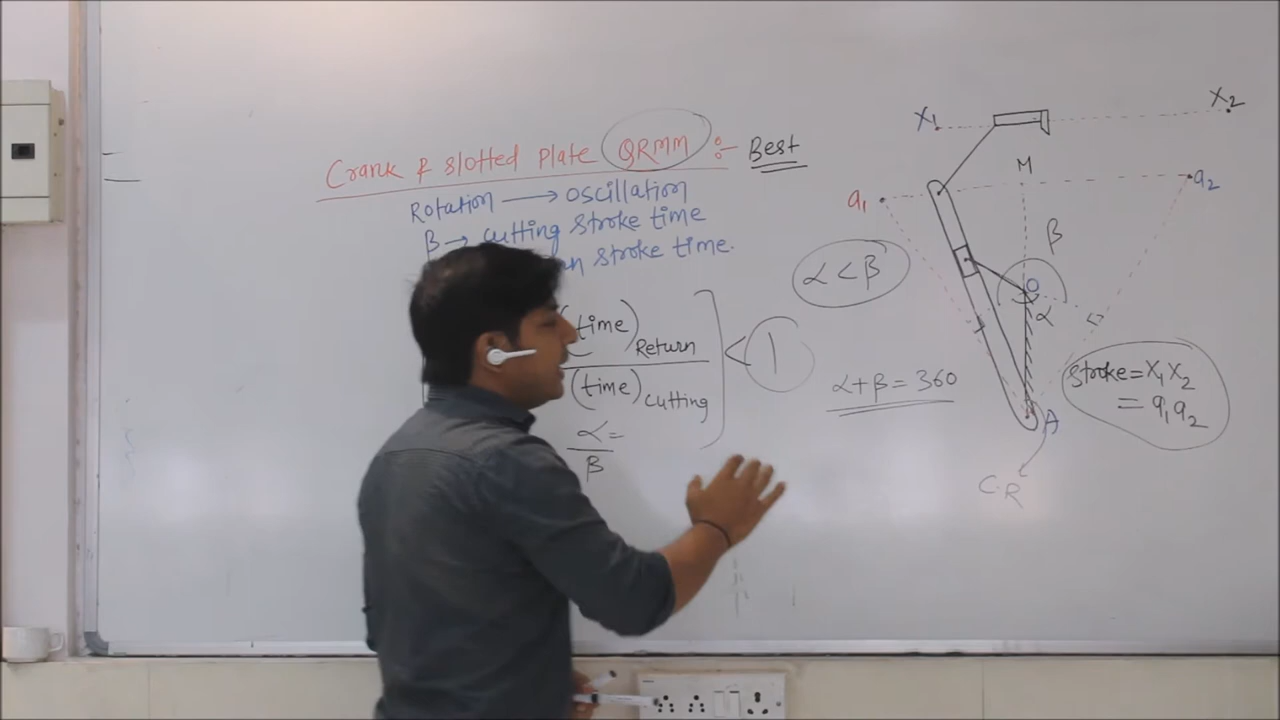 Crank & slotted Plate QRMM :- Best
Rotation → oscillation
β → cutting stroke time
stroke time.
(time) Return
(time) cutting
< 1
α =
β
α < β
α + β = 360
X1
X2
M
a1
a2
β
O
α
A
C.R
Stroke = X1X2
= a1a2